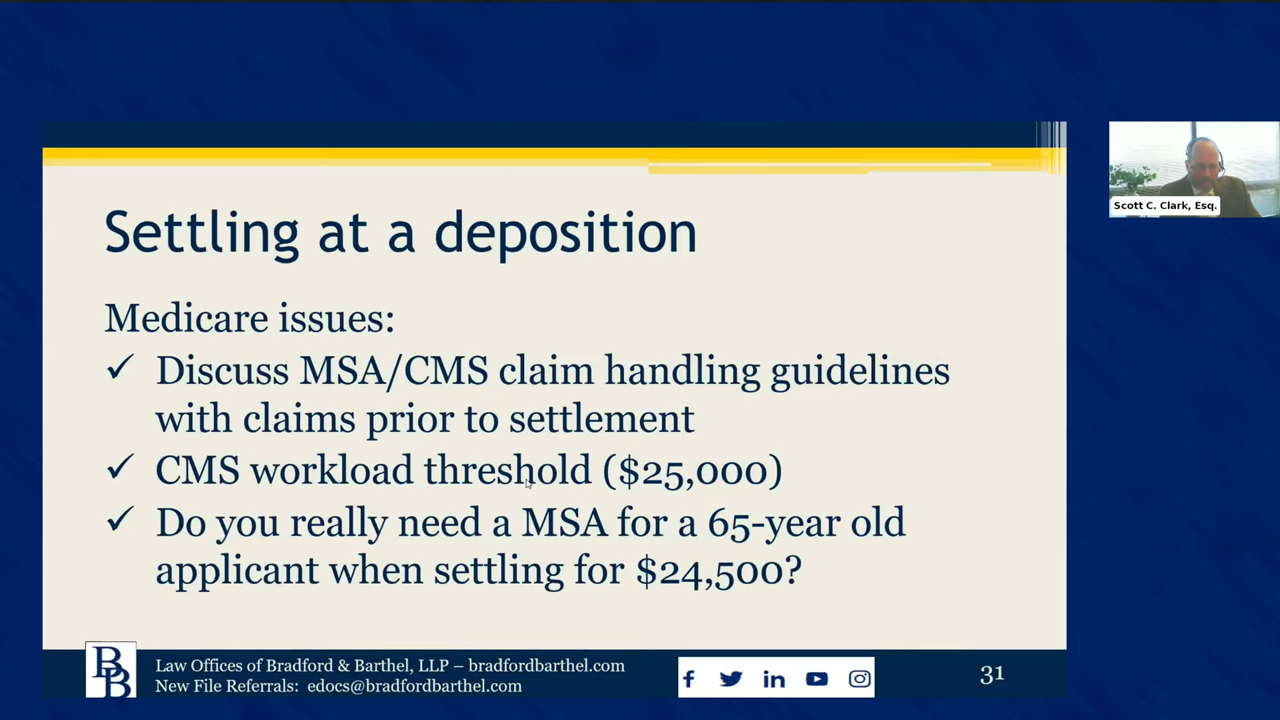 Settling at a deposition
Medicare issues:
✓ Discuss MSA/CMS claim handling guidelines
with claims prior to settlement
✓ CMS workload threshold ($25,000)
✓ Do you really need a MSA for a 65-year old
applicant when settling for $24,500?
Scott C. Clark, Esq.
BB
Law Offices of Bradford & Barthel, LLP – bradfordbarthel.com
New File Referrals: edocs@bradfordbarthel.com
31